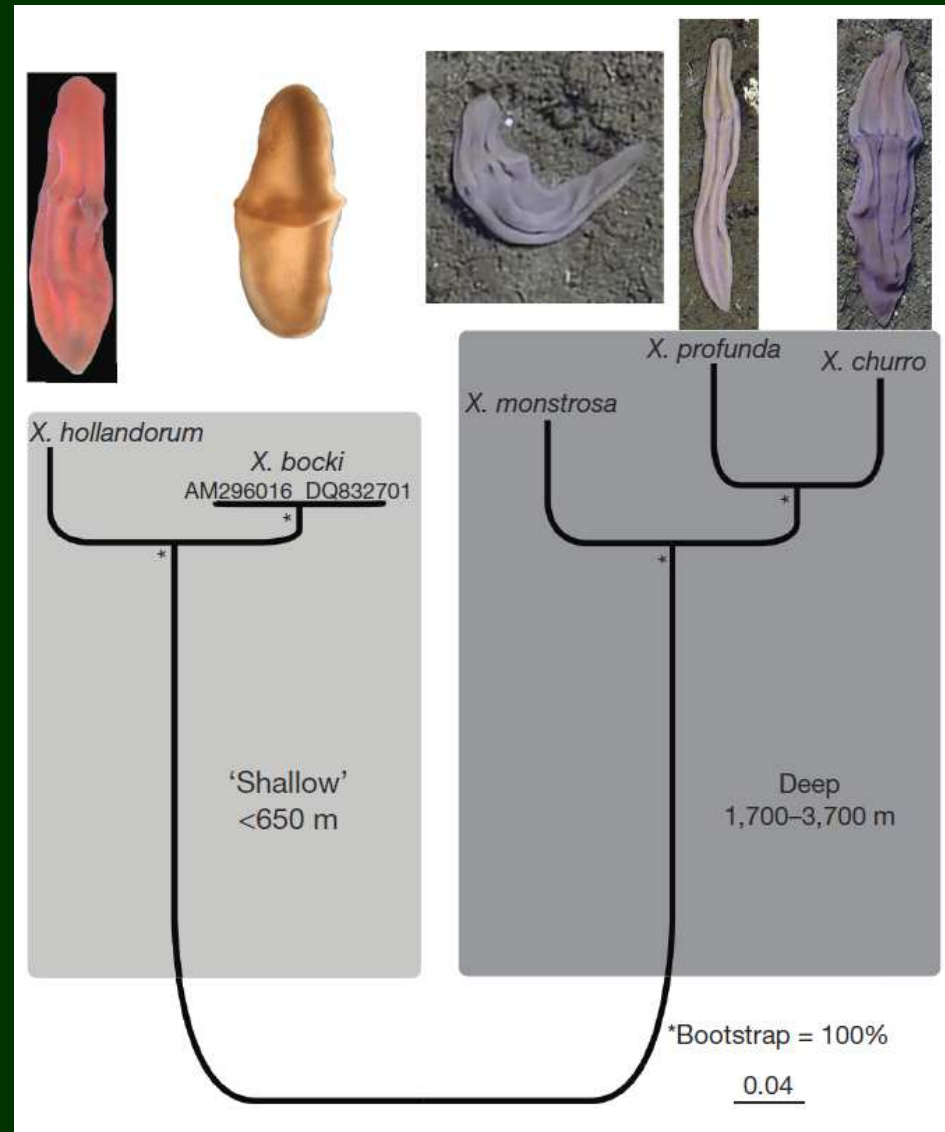 X. hollandorum
X. bocki
AM296016 DQ832701
X. monstrosa
X. profunda
X. churro
*
*
*
*
‘Shallow’
<650 m
Deep
1,700–3,700 m
*Bootstrap = 100%
0.04